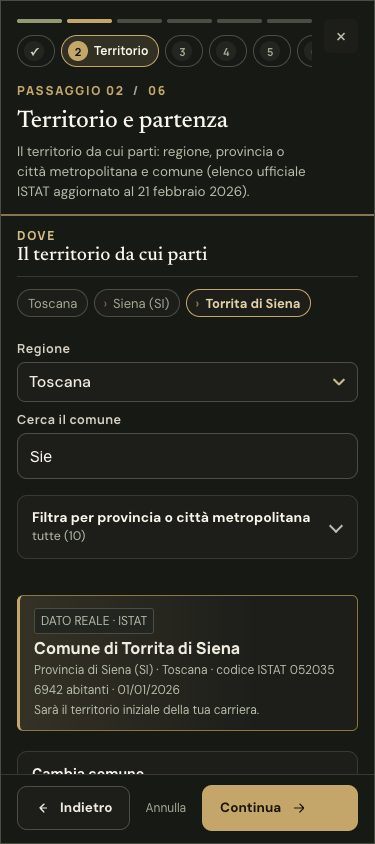 ×
✓ 2 Territorio 3 4 5
PASSAGGIO 02 / 06
Territorio e partenza
Il territorio da cui parti: regione, provincia o
città metropolitana e comune (elenco ufficiale
ISTAT aggiornato al 21 febbraio 2026).
DOVE
Il territorio da cui parti
Toscana › Siena (SI) › Torrita di Siena
Regione
Toscana
Cerca il comune
Sie
Filtra per provincia o città metropolitana
tutte (10)
DATO REALE · ISTAT
Comune di Torrita di Siena
Provincia di Siena (SI) · Toscana · codice ISTAT 052035
6942 abitanti · 01/01/2026
Sarà il territorio iniziale della tua carriera.
Cambia comune
← Indietro Annulla Continua →